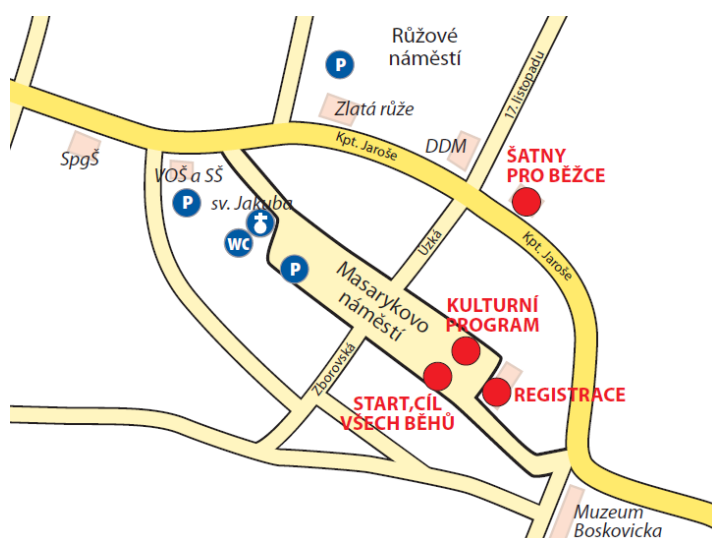 Růžové
náměstí
P
Zlatá růže
17. listopadu
Kpt. Jaroše
DDM
SpgŠ
VOŠ a SŠ
ŠATNY
PRO BĚŽCE
P
sv. Jakuba
WC
P
Úzká
Kpt. Jaroše
Masarykovo
náměstí
KULTURNÍ
PROGRAM
Zborovská
START,CÍL
VŠECH BĚHŮ
REGISTRACE
Muzeum
Boskovicka